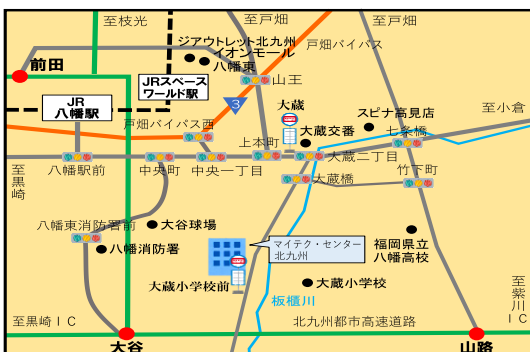 至枝光
至戸畑
至戸畑
ジアウトレット北九州
イオンモール
八幡東
戸畑バイパス
前田
JRスペース
ワールド駅
山王
JR
八幡駅
3
大蔵
スピナ高見店
至小倉
戸畑バイパス西
大蔵交番
七条橋
上本町
大蔵二丁目
至黒崎
八幡駅前
中央町
中央一丁目
大蔵橋
竹下町
八幡東消防署前
大谷球場
八幡消防署
マイテク・センター
北九州
福岡県立
八幡高校
大蔵小学校前
大蔵小学校
板櫃川
至紫川IC
至黒崎IC
北九州都市高速道路
大谷
山路